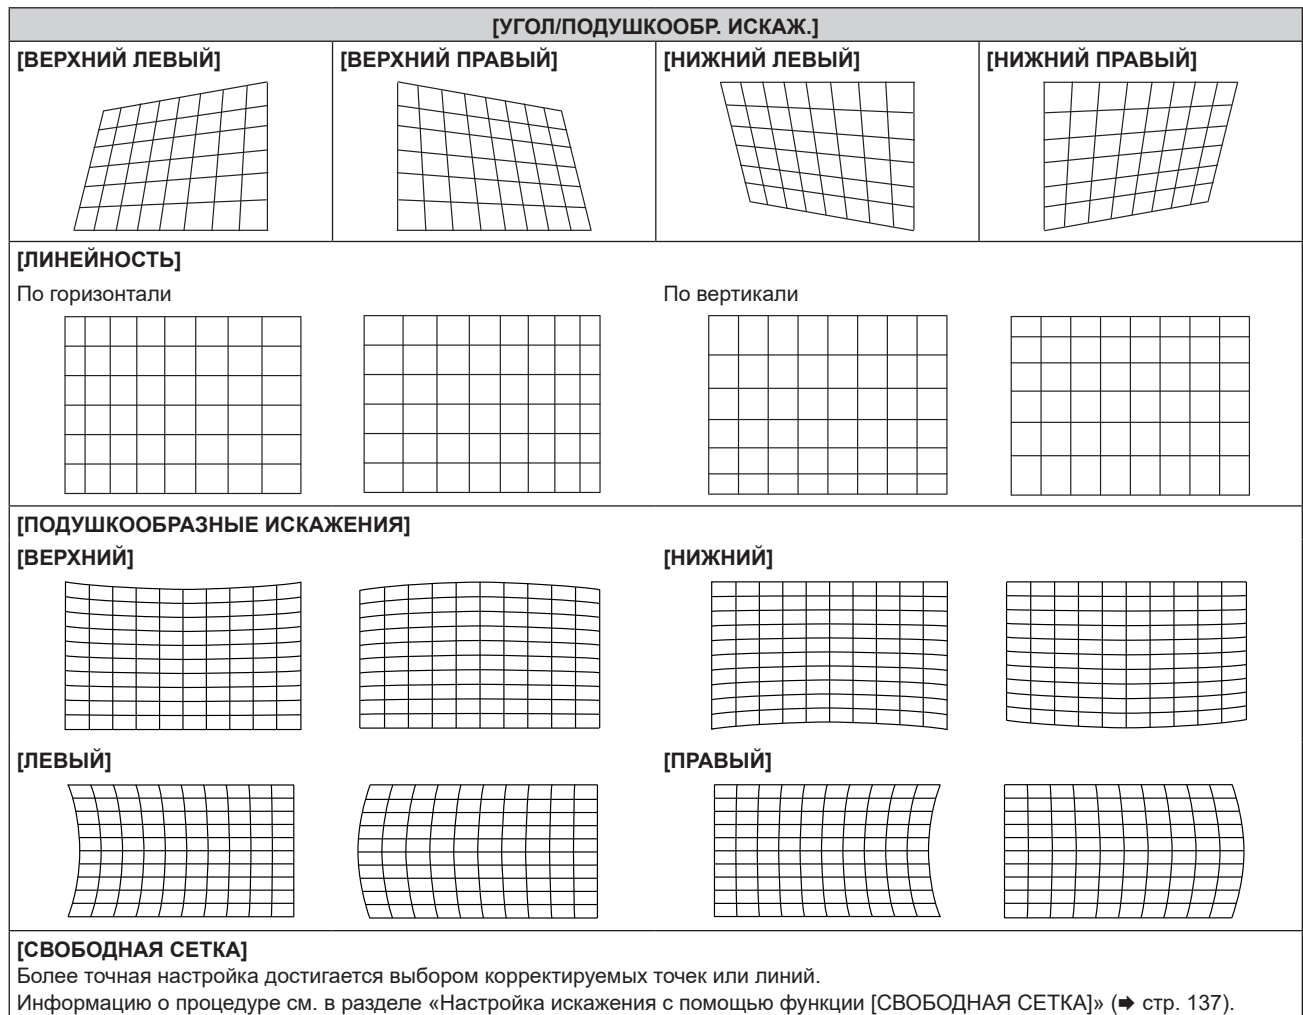 [УГОЛ/ПОДУШКООБР. ИСКАЖ.]
[ВЕРХНИЙ ЛЕВЫЙ]
[ВЕРХНИЙ ПРАВЫЙ]
[НИЖНИЙ ЛЕВЫЙ]
[НИЖНИЙ ПРАВЫЙ]
[ЛИНЕЙНОСТЬ]
По горизонтали
По вертикали
[ПОДУШКООБРАЗНЫЕ ИСКАЖЕНИЯ]
[ВЕРХНИЙ]
[НИЖНИЙ]
[ЛЕВЫЙ]
[ПРАВЫЙ]
[СВОБОДНАЯ СЕТКА]
Более точная настройка достигается выбором корректируемых точек или линий.
Информацию о процедуре см. в разделе «Настройка искажения с помощью функции [СВОБОДНАЯ СЕТКА]» (➡ стр. 137).